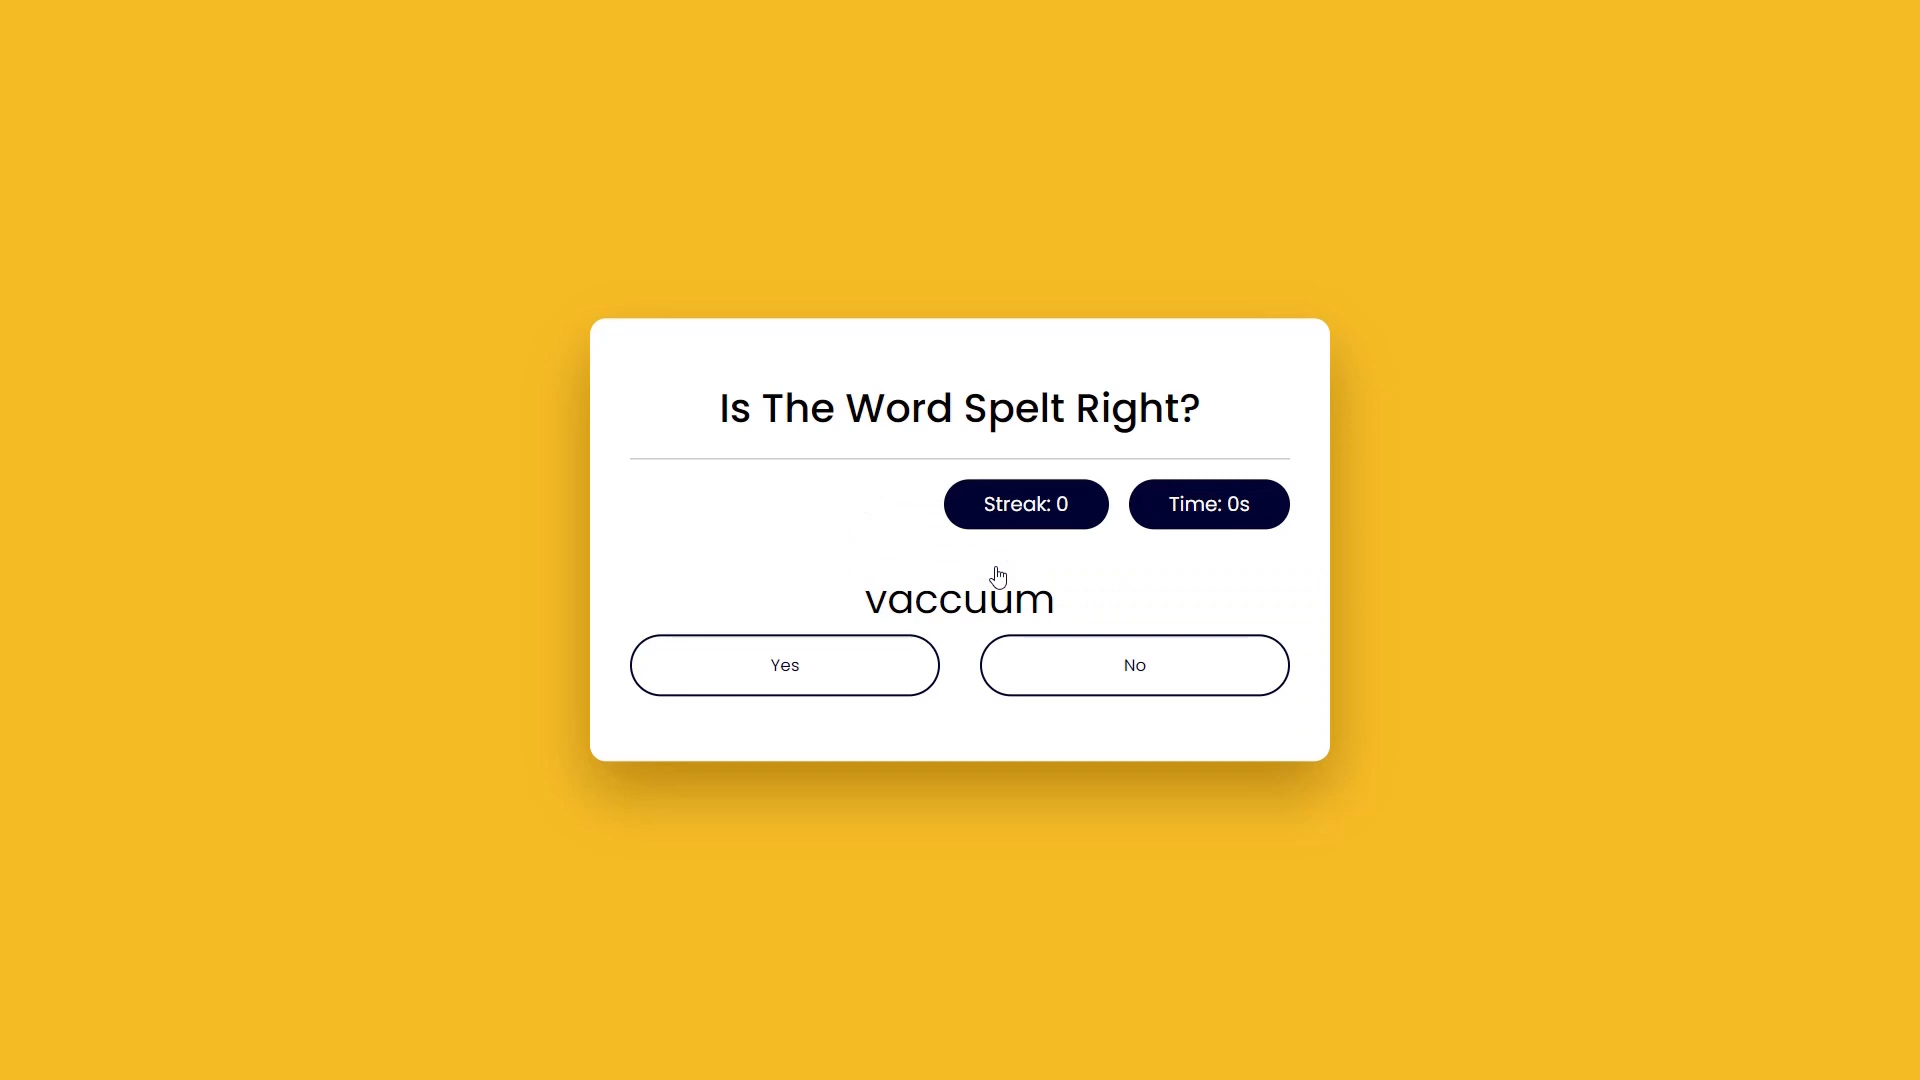 Is The Word Spelt Right?
Streak: 0
Time: 0s
vaccuum
Yes
No